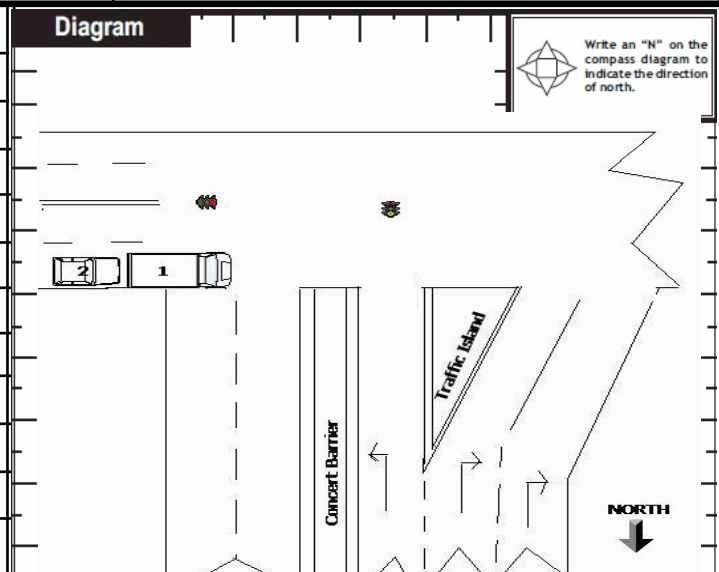 Diagram
Write an “N” on the
compass diagram to
indicate the direction
of north.
2
1
Traffic Island
Concert Barrier
NORTH